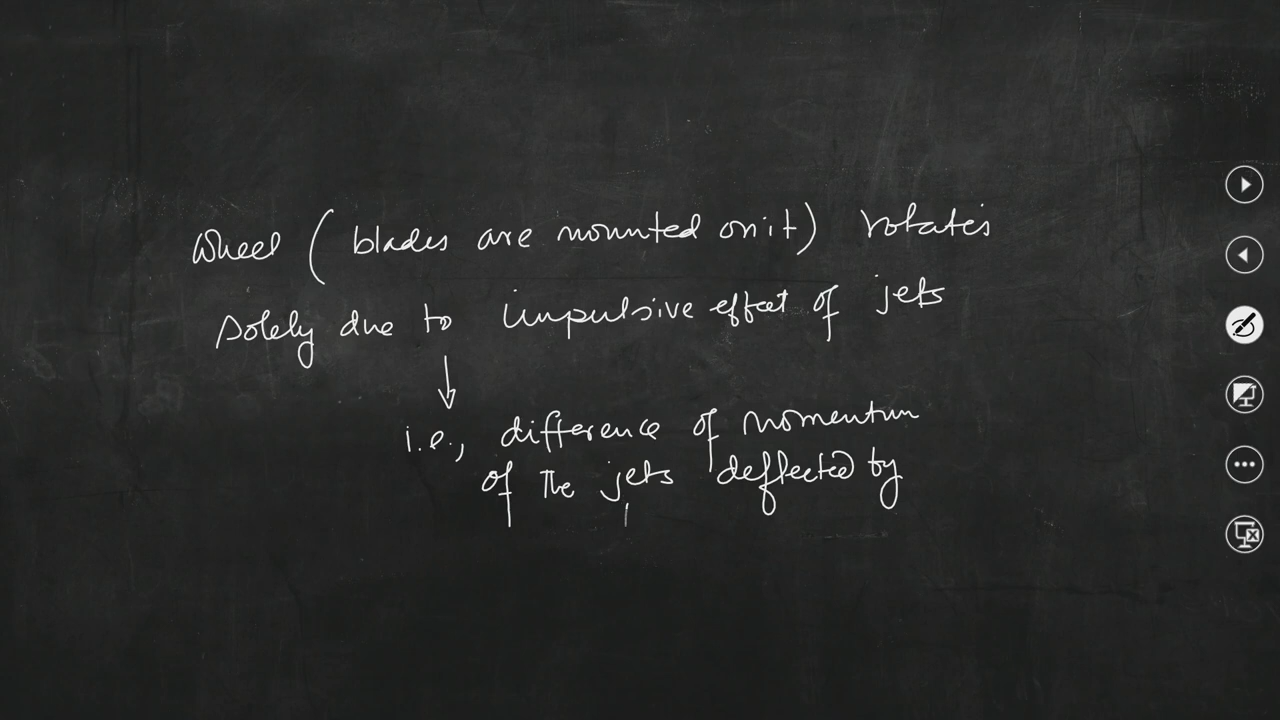 Wheel (blades are mounted on it) rotates
solely due to impulsive effect of jets
i.e., difference of momentum
of the jets deflected by